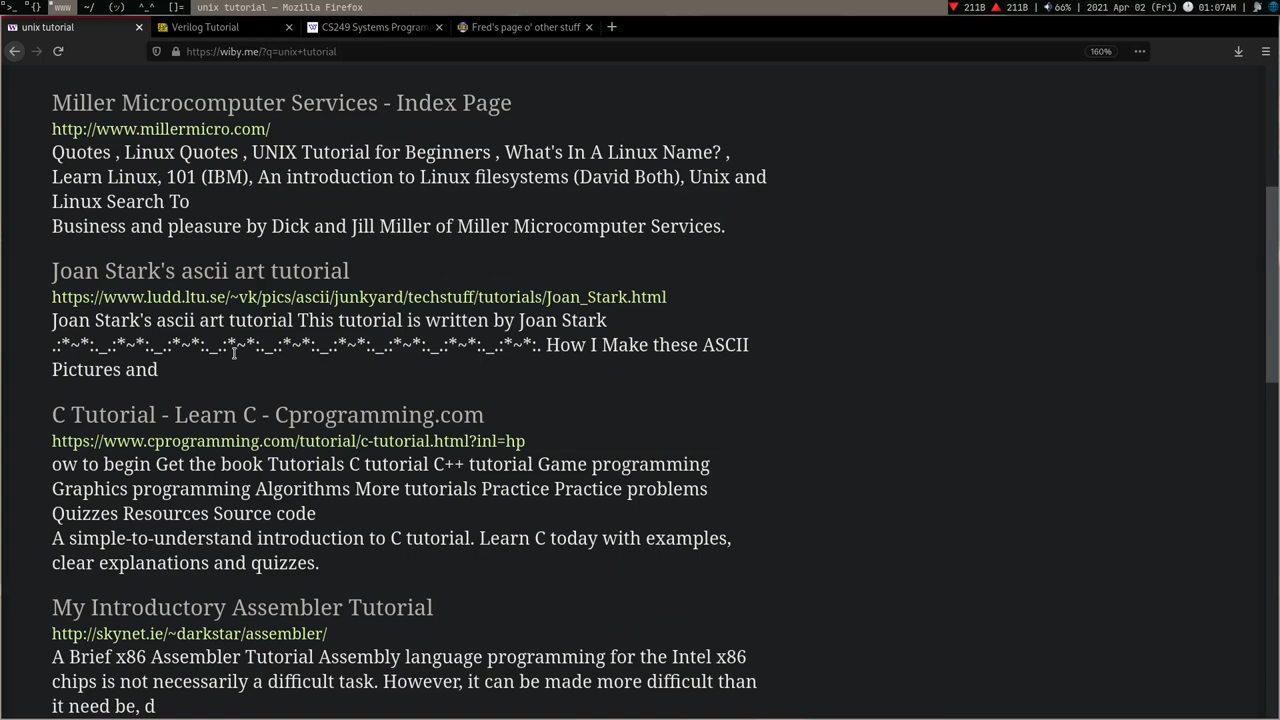 >_ {} www ~/ (ッ) ^_^ []= unix tutorial — Mozilla Firefox 211B 211B 66% 2021 Apr 02 (Fri) 01:07AM
unix tutorial Verilog Tutorial CS249 Systems Program Fred's page o' other stuff
https://wiby.me/?q=unix+tutorial 160%
Miller Microcomputer Services - Index Page
http://www.millermicro.com/
Quotes , Linux Quotes , UNIX Tutorial for Beginners , What's In A Linux Name? ,
Learn Linux, 101 (IBM), An introduction to Linux filesystems (David Both), Unix and
Linux Search To
Business and pleasure by Dick and Jill Miller of Miller Microcomputer Services.
Joan Stark's ascii art tutorial
https://www.ludd.ltu.se/~vk/pics/ascii/junkyard/techstuff/tutorials/Joan_Stark.html
Joan Stark's ascii art tutorial This tutorial is written by Joan Stark
.:*~*:._.:*~*:._.:*~*:._.:*~*:._.:*~*:._.:*~*:._.:*~*:._.:*~*:._.:*~*:. How I Make these ASCII
Pictures and
C Tutorial - Learn C - Cprogramming.com
https://www.cprogramming.com/tutorial/c-tutorial.html?inl=hp
ow to begin Get the book Tutorials C tutorial C++ tutorial Game programming
Graphics programming Algorithms More tutorials Practice Practice problems
Quizzes Resources Source code
A simple-to-understand introduction to C tutorial. Learn C today with examples,
clear explanations and quizzes.
My Introductory Assembler Tutorial
http://skynet.ie/~darkstar/assembler/
A Brief x86 Assembler Tutorial Assembly language programming for the Intel x86
chips is not necessarily a difficult task. However, it can be made more difficult than
it need be, d